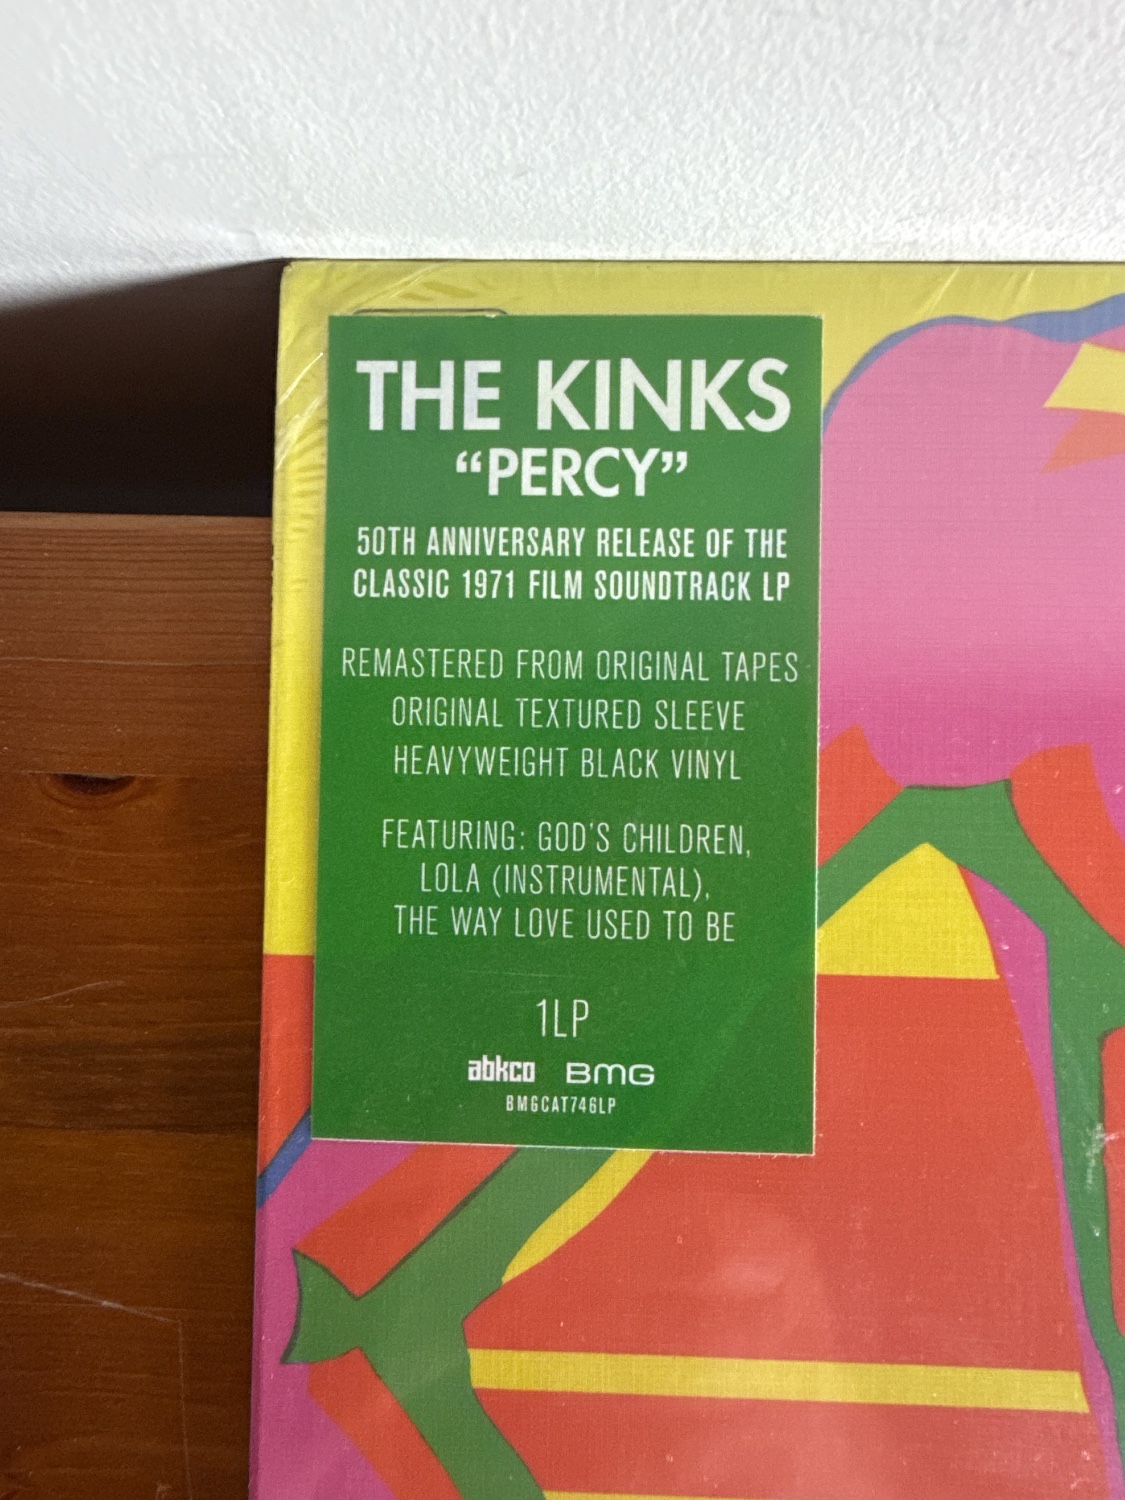 THE KINKS
“PERCY”
50TH ANNIVERSARY RELEASE OF THE
CLASSIC 1971 FILM SOUNDTRACK LP
REMASTERED FROM ORIGINAL TAPES
ORIGINAL TEXTURED SLEEVE
HEAVYWEIGHT BLACK VINYL
FEATURING: GOD'S CHILDREN,
LOLA (INSTRUMENTAL),
THE WAY LOVE USED TO BE
1LP
abkco BMG
BMGCAT746LP